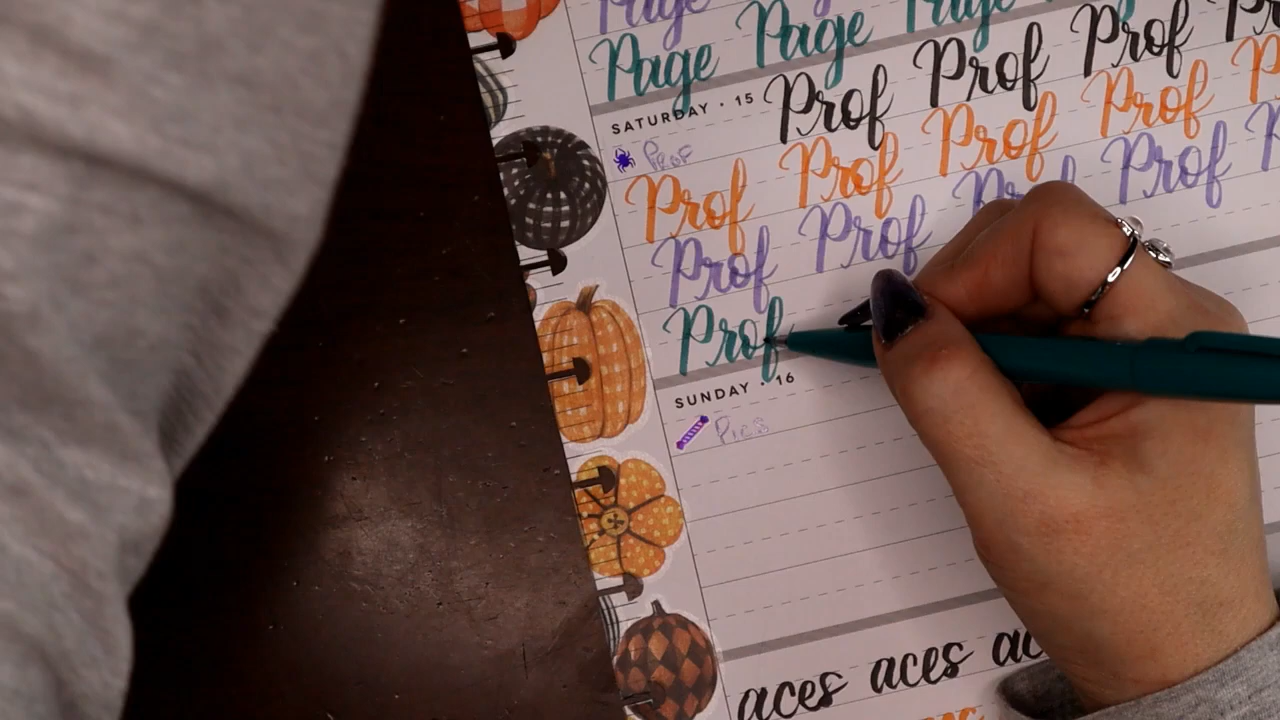 Page
Page Page Page
Prof Prof Prof
SATURDAY · 15
Prof
Prof Prof Prof Prof
Prof Prof Prof Prof
Prof
SUNDAY · 16
Pies
aces aces